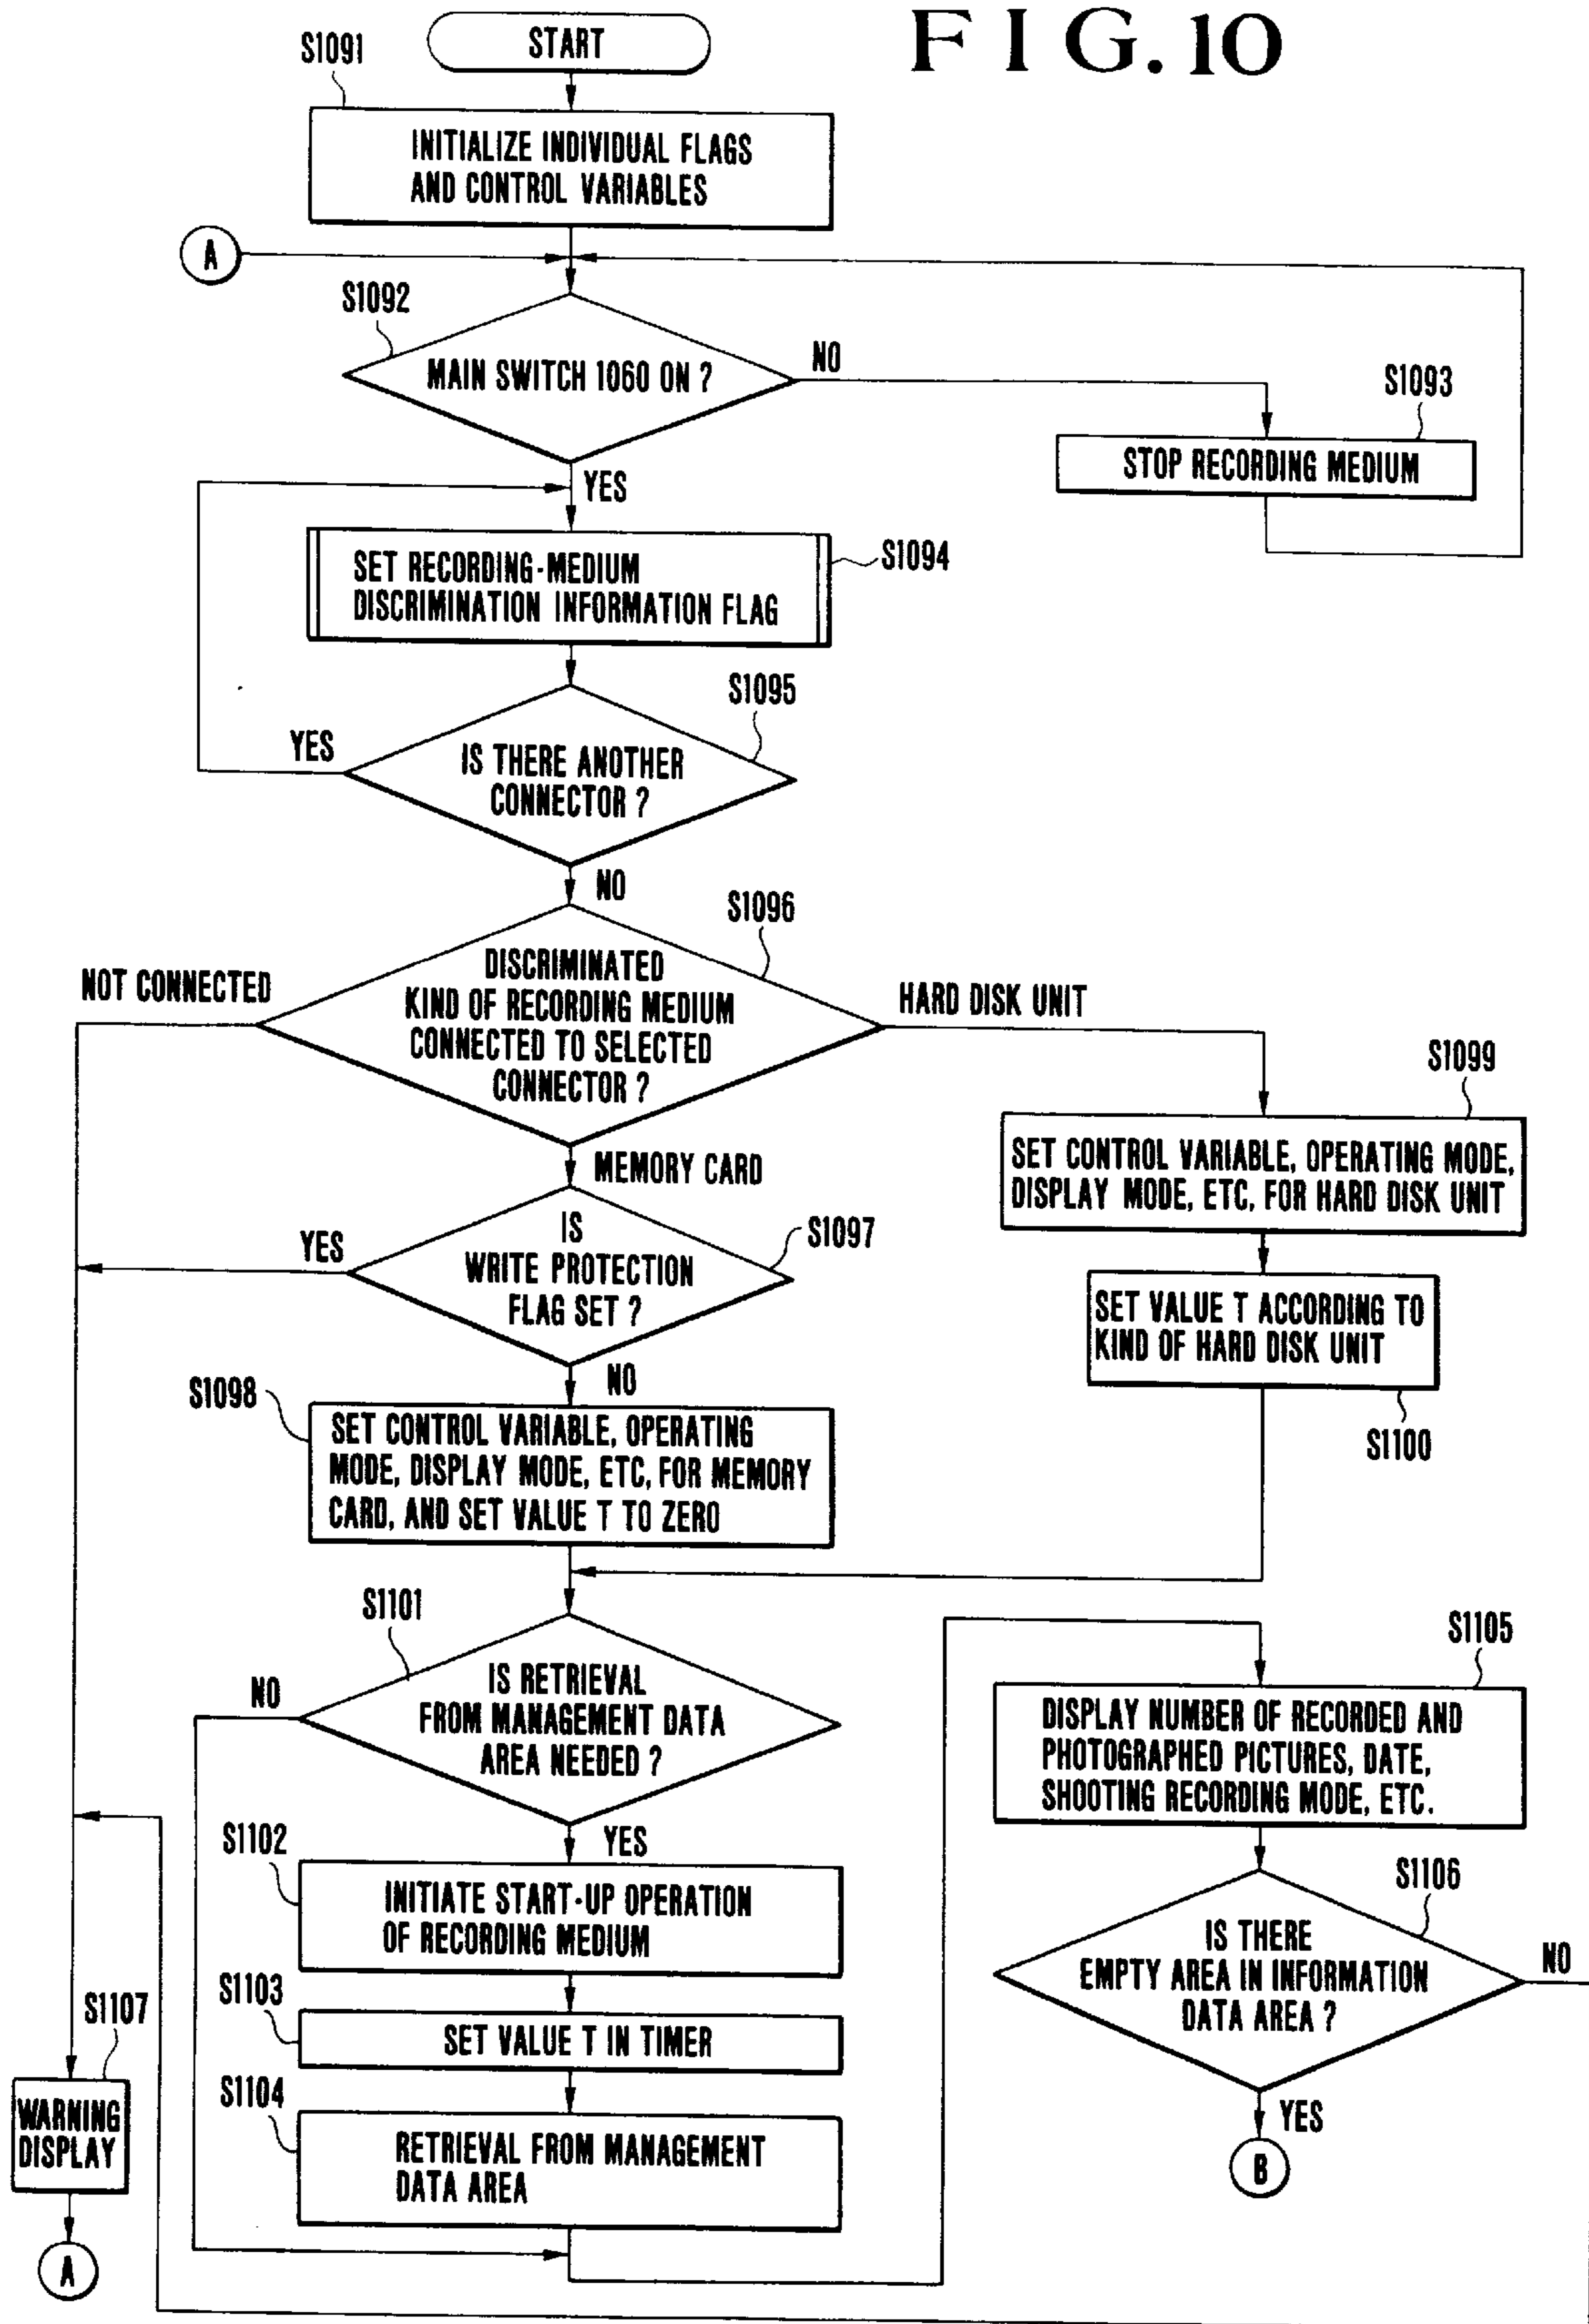 FIG. 10
START
S1091
INITIALIZE INDIVIDUAL FLAGS
AND CONTROL VARIABLES
A
S1092
MAIN SWITCH 1060 ON ?
NO
S1093
STOP RECORDING MEDIUM
YES
SET RECORDING-MEDIUM
DISCRIMINATION INFORMATION FLAG
S1094
S1095
YES
IS THERE ANOTHER
CONNECTOR ?
NO
S1096
NOT CONNECTED
DISCRIMINATED
KIND OF RECORDING MEDIUM
CONNECTED TO SELECTED
CONNECTOR ?
HARD DISK UNIT
S1099
SET CONTROL VARIABLE, OPERATING MODE,
DISPLAY MODE, ETC, FOR HARD DISK UNIT
MEMORY CARD
YES
IS
WRITE PROTECTION
FLAG SET ?
S1097
SET VALUE T ACCORDING TO
KIND OF HARD DISK UNIT
S1100
NO
S1098
SET CONTROL VARIABLE, OPERATING
MODE, DISPLAY MODE, ETC, FOR MEMORY
CARD, AND SET VALUE T TO ZERO
S1101
NO
IS RETRIEVAL
FROM MANAGEMENT DATA
AREA NEEDED ?
YES
S1102
INITIATE START-UP OPERATION
OF RECORDING MEDIUM
S1103
SET VALUE T IN TIMER
S1104
RETRIEVAL FROM MANAGEMENT
DATA AREA
S1105
DISPLAY NUMBER OF RECORDED AND
PHOTOGRAPHED PICTURES, DATE,
SHOOTING RECORDING MODE, ETC.
S1106
IS THERE
EMPTY AREA IN INFORMATION
DATA AREA ?
NO
YES
B
S1107
WARNING
DISPLAY
A